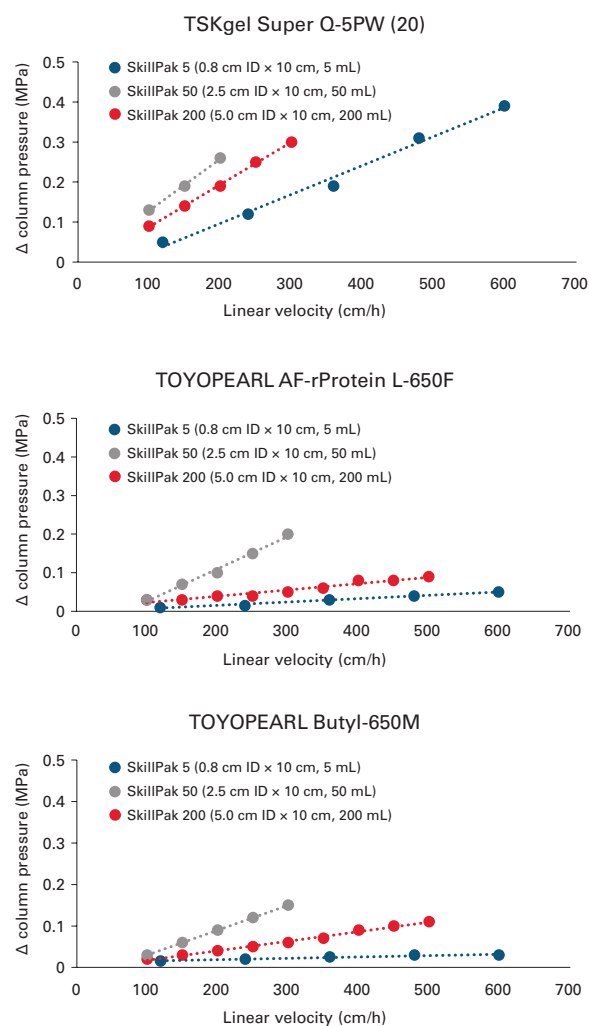 TSKgel Super Q-5PW (20)
Δ column pressure (MPa)
0.5
0.4
0.3
0.2
0.1
0
SkillPak 5 (0.8 cm ID × 10 cm, 5 mL)
SkillPak 50 (2.5 cm ID × 10 cm, 50 mL)
SkillPak 200 (5.0 cm ID × 10 cm, 200 mL)
0 100 200 300 400 500 600 700
Linear velocity (cm/h)
TOYOPEARL AF-rProtein L-650F
Δ column pressure (MPa)
0.5
0.4
0.3
0.2
0.1
0
SkillPak 5 (0.8 cm ID × 10 cm, 5 mL)
SkillPak 50 (2.5 cm ID × 10 cm, 50 mL)
SkillPak 200 (5.0 cm ID × 10 cm, 200 mL)
0 100 200 300 400 500 600 700
Linear velocity (cm/h)
TOYOPEARL Butyl-650M
Δ column pressure (MPa)
0.5
0.4
0.3
0.2
0.1
0
SkillPak 5 (0.8 cm ID × 10 cm, 5 mL)
SkillPak 50 (2.5 cm ID × 10 cm, 50 mL)
SkillPak 200 (5.0 cm ID × 10 cm, 200 mL)
0 100 200 300 400 500 600 700
Linear velocity (cm/h)